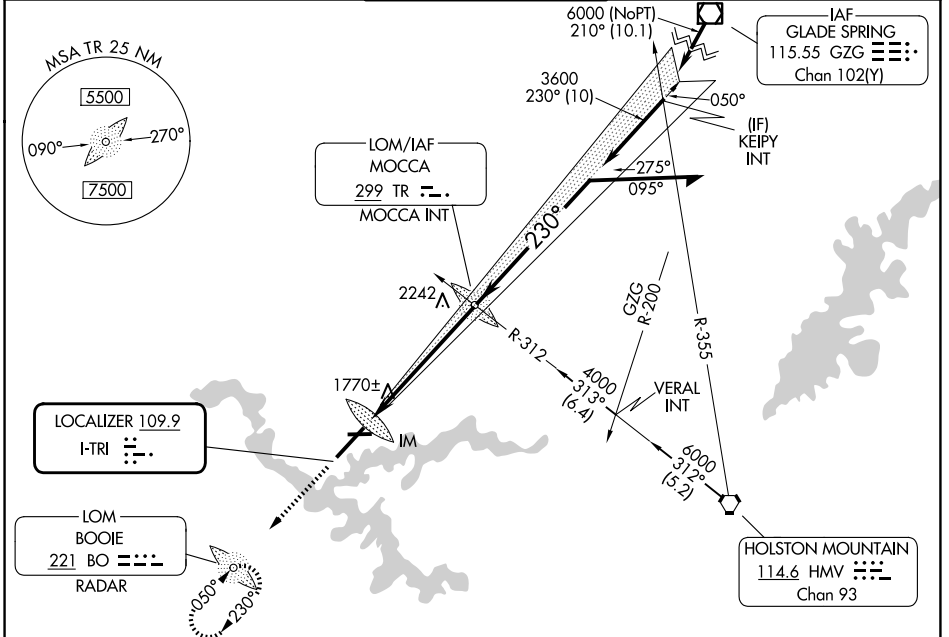 6000 (NoPT)
210° (10.1)
IAF
GLADE SPRING
115.55 GZG
Chan 102(Y)
MSA TR 25 NM
5500
090°
270°
7500
3600
230° (10)
050°
(IF)
KEIPY
INT
LOM/IAF
MOCCA
299 TR
MOCCA INT
275°
095°
230°
2242
R-312
GZG
R-200
R-355
4000
313°
(6.4)
VERAL
INT
1770±
IM
LOCALIZER 109.9
I-TRI
6000
312°
(5.2)
LOM
BOOIE
221 BO
RADAR
050°
230°
HOLSTON MOUNTAIN
114.6 HMV
Chan 93